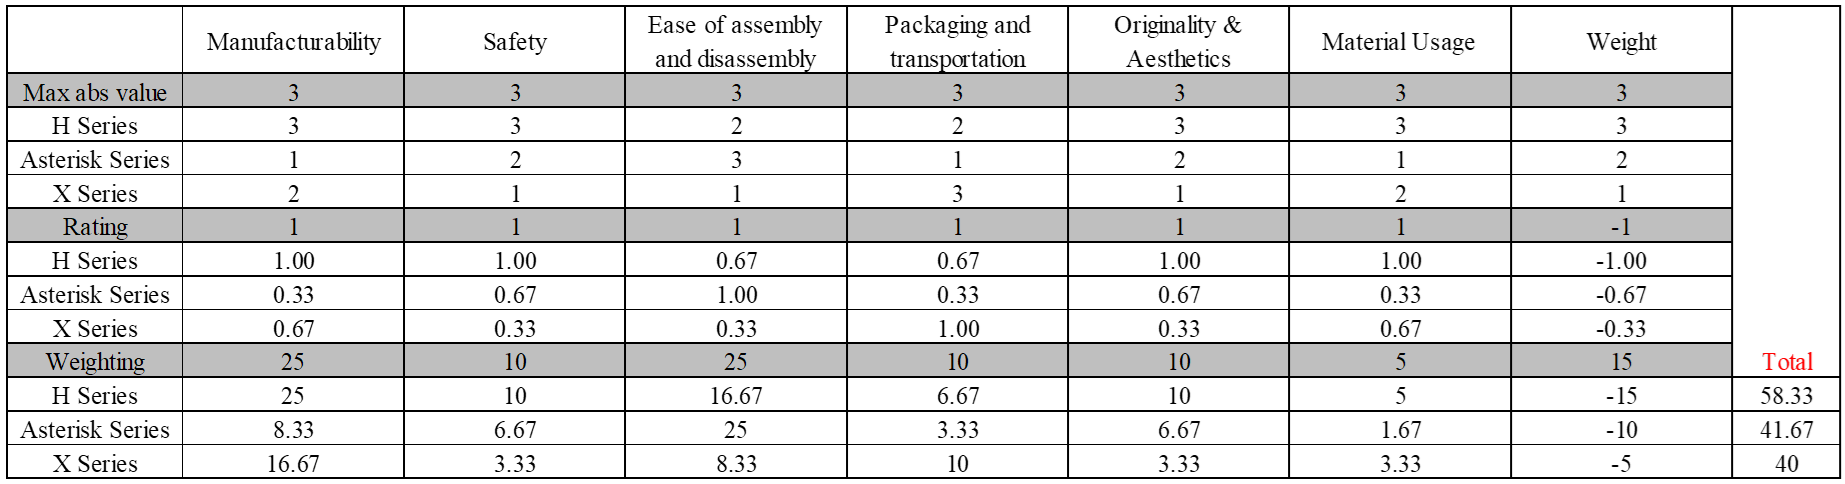 Manufacturability Safety Ease of assembly and disassembly Packaging and transportation Originality & Aesthetics Material Usage Weight
Max abs value 3 3 3 3 3 3 3
H Series 3 3 2 2 3 3 3
Asterisk Series 1 2 3 1 2 1 2
X Series 2 1 1 3 1 2 1
Rating 1 1 1 1 1 1 -1
H Series 1.00 1.00 0.67 0.67 1.00 1.00 -1.00
Asterisk Series 0.33 0.67 1.00 0.33 0.67 0.33 -0.67
X Series 0.67 0.33 0.33 1.00 0.33 0.67 -0.33
Weighting 25 10 25 10 10 5 15 Total
H Series 25 10 16.67 6.67 10 5 -15 58.33
Asterisk Series 8.33 6.67 25 3.33 6.67 1.67 -10 41.67
X Series 16.67 3.33 8.33 10 3.33 3.33 -5 40